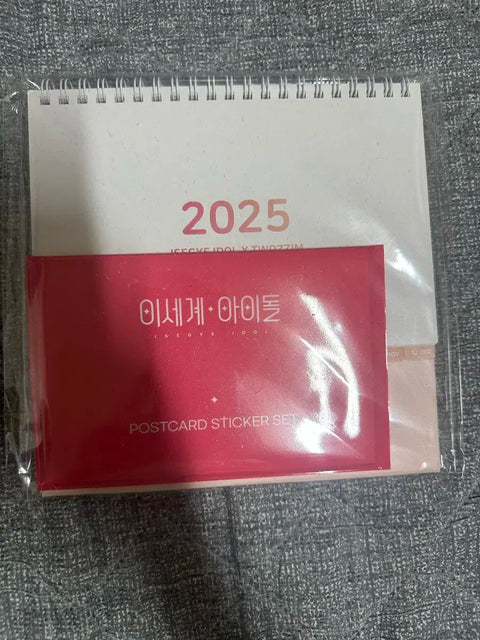 2025
ISEGYE IDOL X TWOZZIM
이세계·아이돌
ISEGYE IDOL
POSTCARD STICKER SET